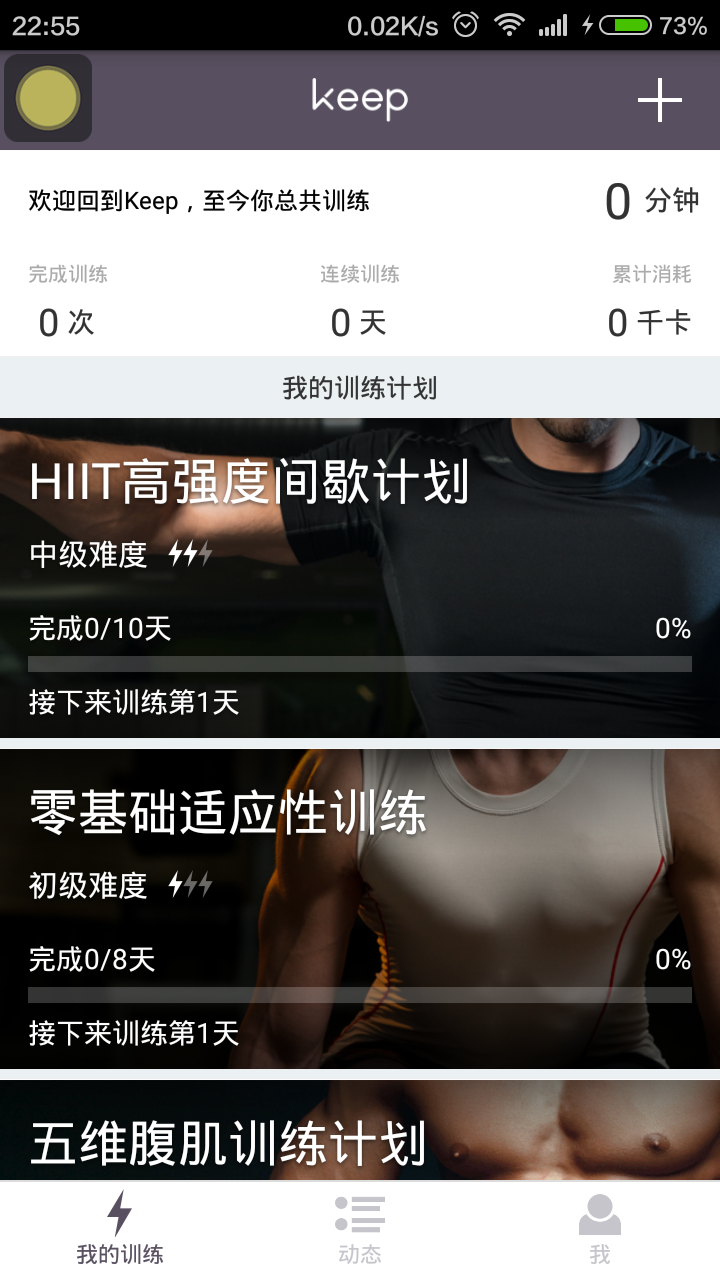 22:55 0.02K/s 73%
keep
欢迎回到Keep，至今你总共训练 0 分钟
完成训练 连续训练 累计消耗
0 次 0 天 0 千卡
我的训练计划
HIIT高强度间歇计划
中级难度
完成0/10天 0%
接下来训练第1天
零基础适应性训练
初级难度
完成0/8天 0%
接下来训练第1天
五维腹肌训练计划
我的训练 动态 我